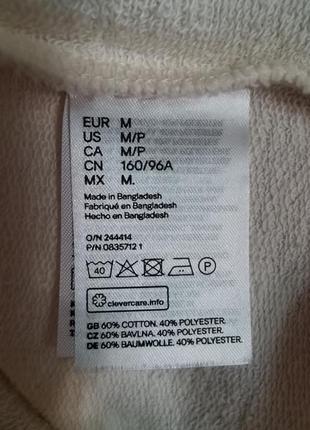 EUR M
US M/P
CA M/P
CN 160/96A
MX M.
Made in Bangladesh
Fabriqué en Bangladesh
Hecho en Bangladesh
O/N 244414
P/N 0835712 1
40 P
clevercare.info
GB 60% COTTON. 40% POLYESTER.
CZ 60% BAVLNA. 40% POLYESTER.
DE 60% BAUMWOLLE. 40% POLYESTER.